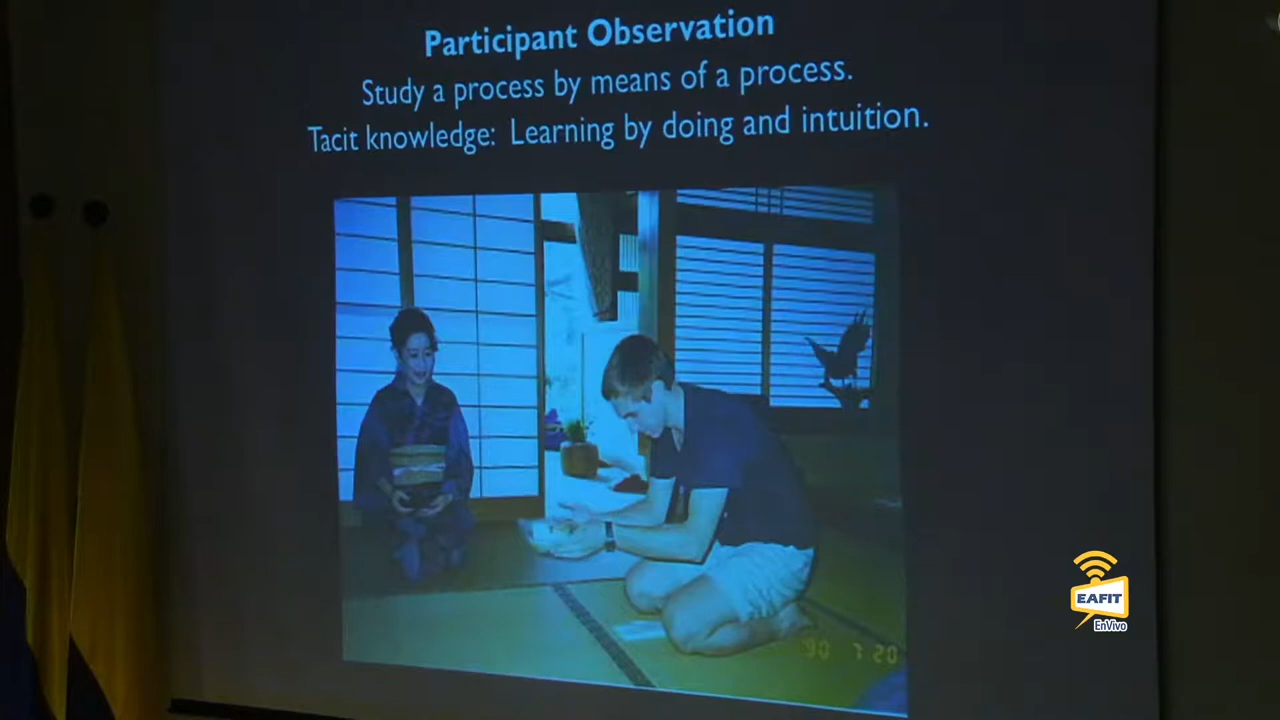 Participant Observation
Study a process by means of a process.
Tacit knowledge: Learning by doing and intuition.
90 7 20
EAFIT
EnVivo